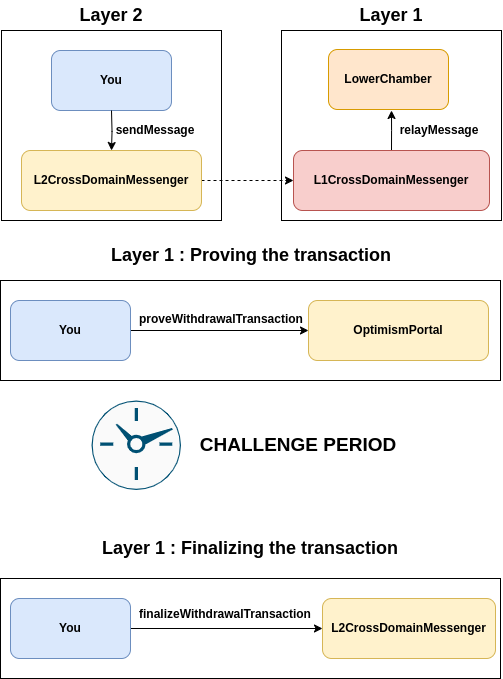 Layer 2
Layer 1
You
LowerChamber
sendMessage
relayMessage
L2CrossDomainMessenger
L1CrossDomainMessenger
Layer 1 : Proving the transaction
You
proveWithdrawalTransaction
OptimismPortal
CHALLENGE PERIOD
Layer 1 : Finalizing the transaction
You
finalizeWithdrawalTransaction
L2CrossDomainMessenger